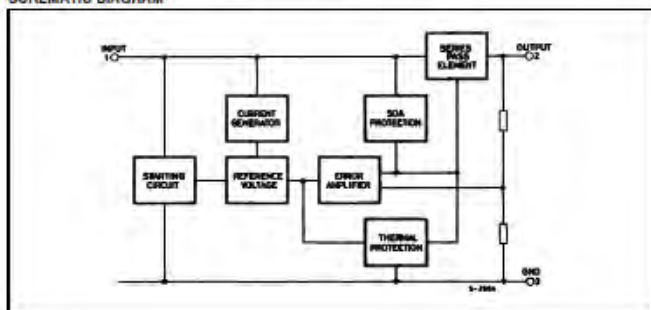 SCHEMATIC DIAGRAM
INPUT
1
SERIES
PASS
ELEMENT
OUTPUT
2
CURRENT
GENERATOR
SOA
PROTECTION
STARTING
CIRCUIT
REFERENCE
VOLTAGE
ERROR
AMPLIFIER
THERMAL
PROTECTION
GND
3